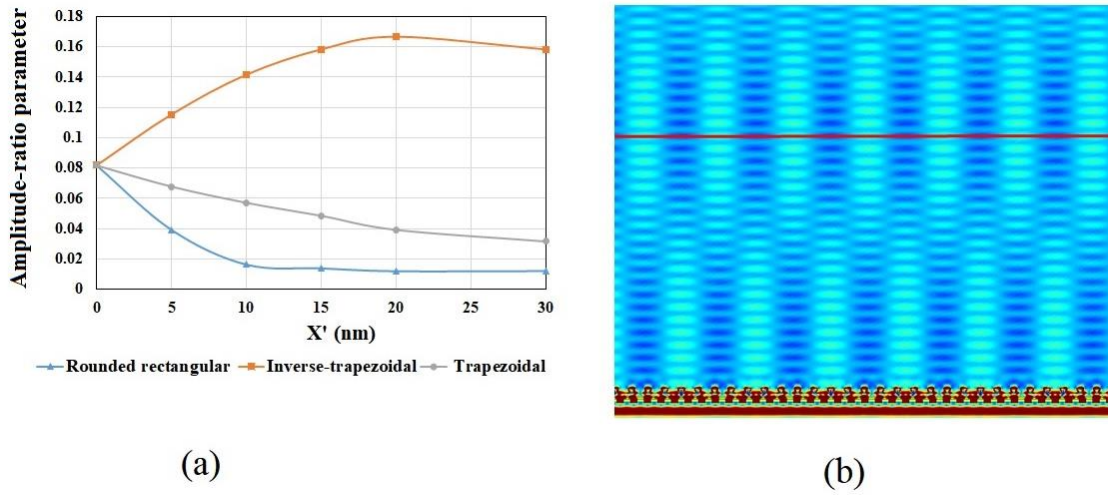 Amplitude-ratio parameter
0.18
0.16
0.14
0.12
0.1
0.08
0.06
0.04
0.02
0
0 5 10 15 20 25 30
X' (nm)
Rounded rectangular Inverse-trapezoidal Trapezoidal
(a) (b)